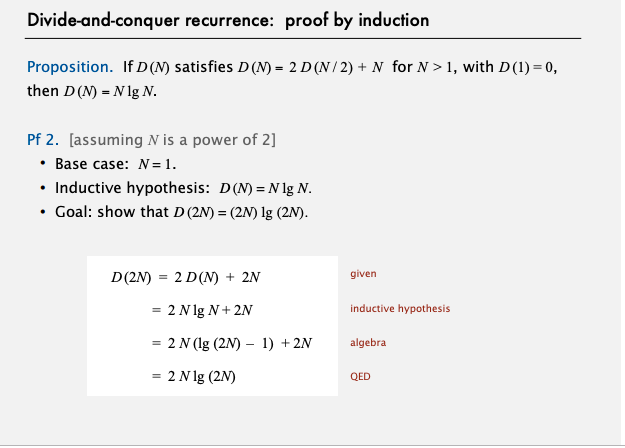 Divide-and-conquer recurrence: proof by induction
Proposition. If D(N) satisfies D(N) = 2 D(N / 2) + N for N > 1, with D(1) = 0,
then D(N) = N lg N.
Pf 2. [assuming N is a power of 2]
• Base case: N = 1.
• Inductive hypothesis: D(N) = N lg N.
• Goal: show that D(2N) = (2N) lg (2N).
D(2N) = 2 D(N) + 2N given
= 2 N lg N + 2N inductive hypothesis
= 2 N (lg (2N) – 1) + 2N algebra
= 2 N lg (2N) QED